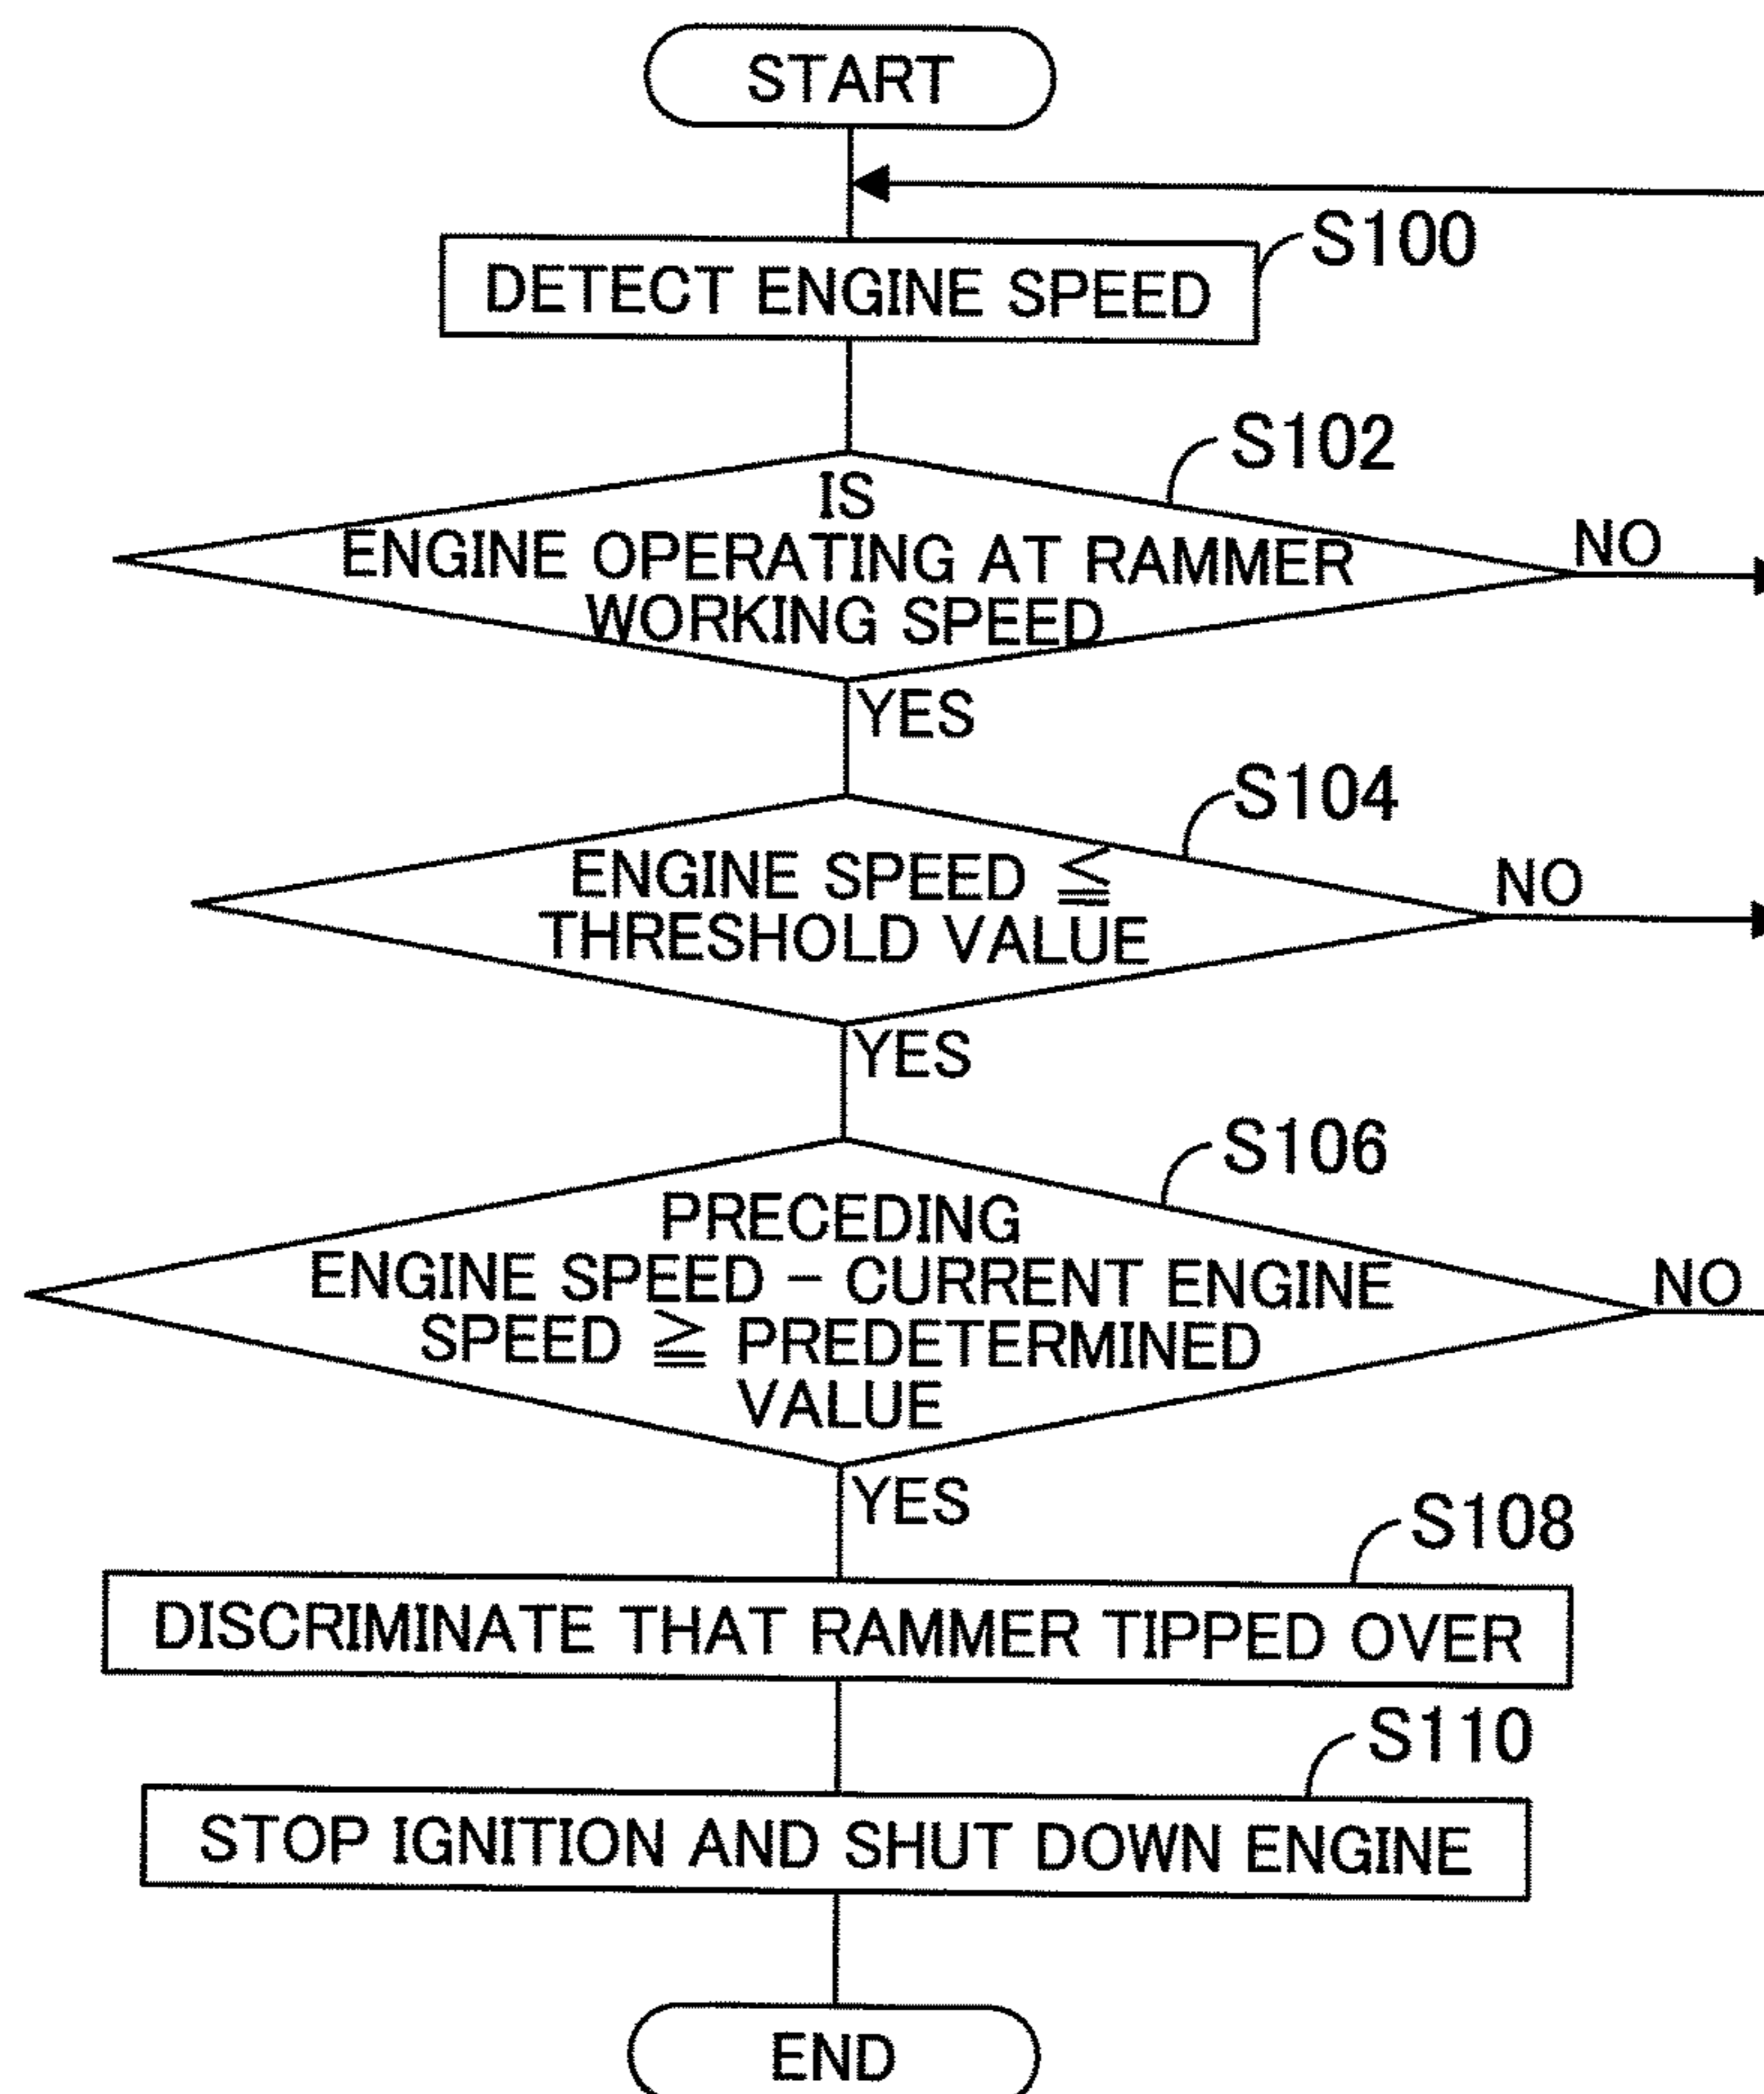 START
S100
DETECT ENGINE SPEED
S102
IS
ENGINE OPERATING AT RAMMER
WORKING SPEED
NO
YES
S104
ENGINE SPEED ≦
THRESHOLD VALUE
NO
YES
S106
PRECEDING
ENGINE SPEED − CURRENT ENGINE
SPEED ≧ PREDETERMINED
VALUE
NO
YES
S108
DISCRIMINATE THAT RAMMER TIPPED OVER
S110
STOP IGNITION AND SHUT DOWN ENGINE
END